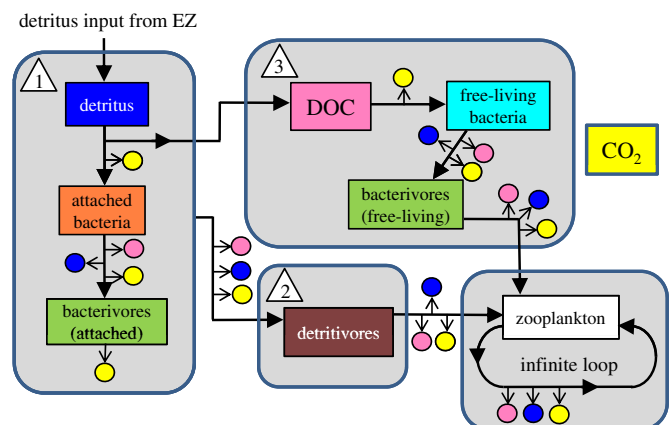 detritus input from EZ
1
detritus
attached
bacteria
bacterivores
(attached)
3
DOC
free-living
bacteria
bacterivores
(free-living)
CO₂
2
detritivores
zooplankton
infinite loop